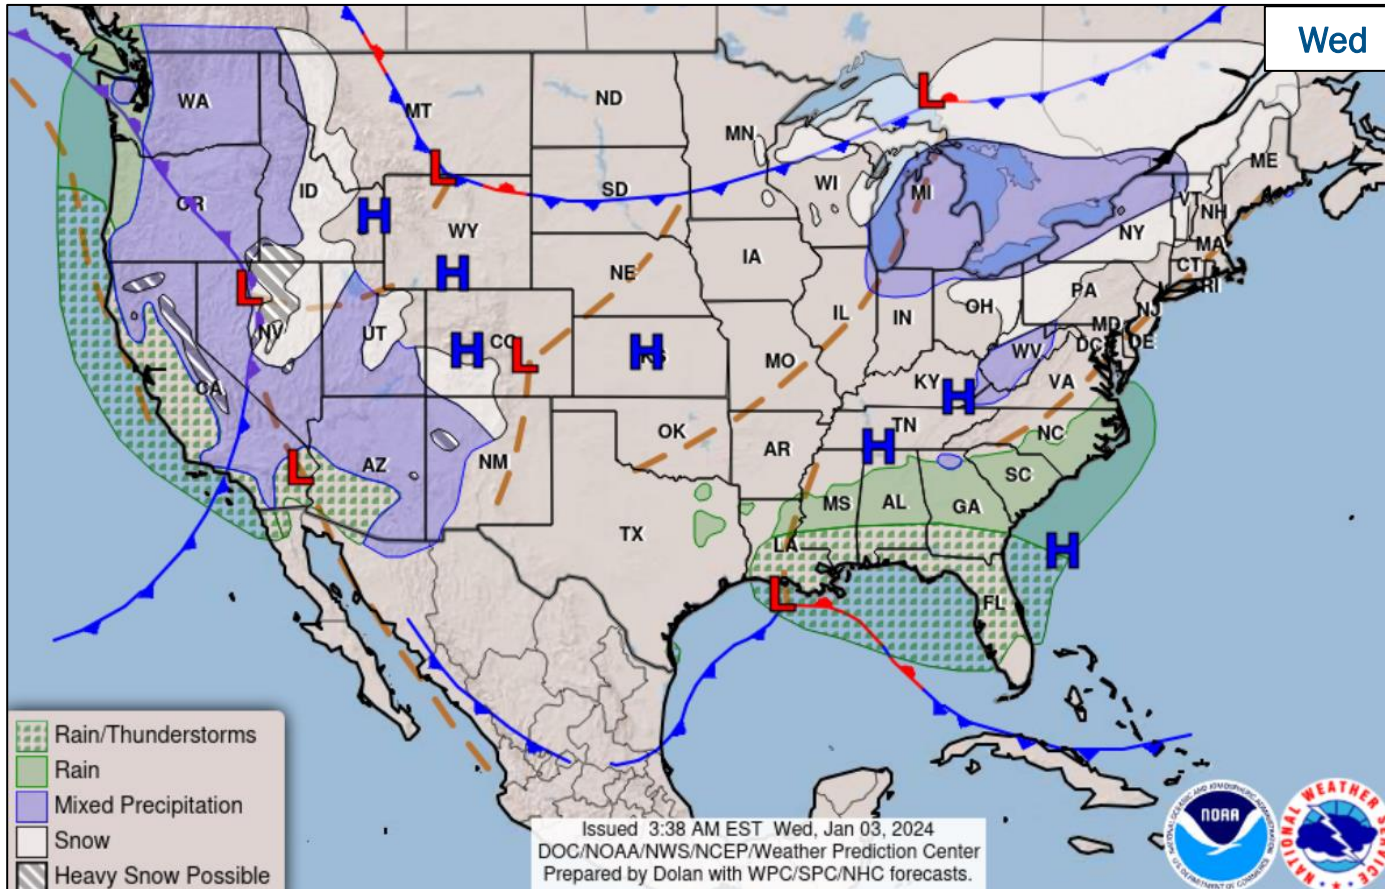 Wed
WA
MT
ND
MN
ME
ID
SD
WI
MI
VT
NH
OR
WY
NY
MA
CT
RI
IA
NE
PA
NJ
OH
IL
IN
MD
DE
DC
NV
UT
CO
KS
MO
WV
VA
CA
KY
TN
NC
OK
AR
AZ
NM
SC
MS
AL
GA
TX
LA
FL
H
H
H
H
H
H
H
L
L
L
L
L
L
Rain/Thunderstorms
Rain
Mixed Precipitation
Snow
Heavy Snow Possible
Issued 3:38 AM EST Wed, Jan 03, 2024
DOC/NOAA/NWS/NCEP/Weather Prediction Center
Prepared by Dolan with WPC/SPC/NHC forecasts.
NOAA
NATIONAL WEATHER SERVICE